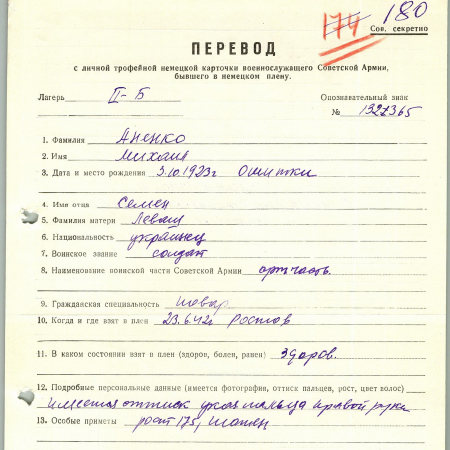 174 180
Сов. секретно
ПЕРЕВОД
с личной трофейной немецкой карточки военнослужащего Советской Армии,
бывшего в немецком плену.
Лагерь II-Б Опознавательный знак
№ 132365
1. Фамилия Аненко
2. Имя Михаил
3. Дата и место рождения 3.10.1923г Ошитки
4. Имя отца Семен
5. Фамилия матери Леващ
6. Национальность украинец
7. Воинское звание солдат
8. Наименование воиской части Советской Армии арт.часть.
9. Гражданская специальность
10. Когда и где взят в плен 23.6.42г Ростов
11. В каком состоянии взят в плен (здоров, болен, ранен) здоров.
12. Подробные персональные данные (имеется фотография, оттиск пальцев, рост, цвет волос)
имеется оттиск указ пальца правой руки
13. Особые приметы рост 175,